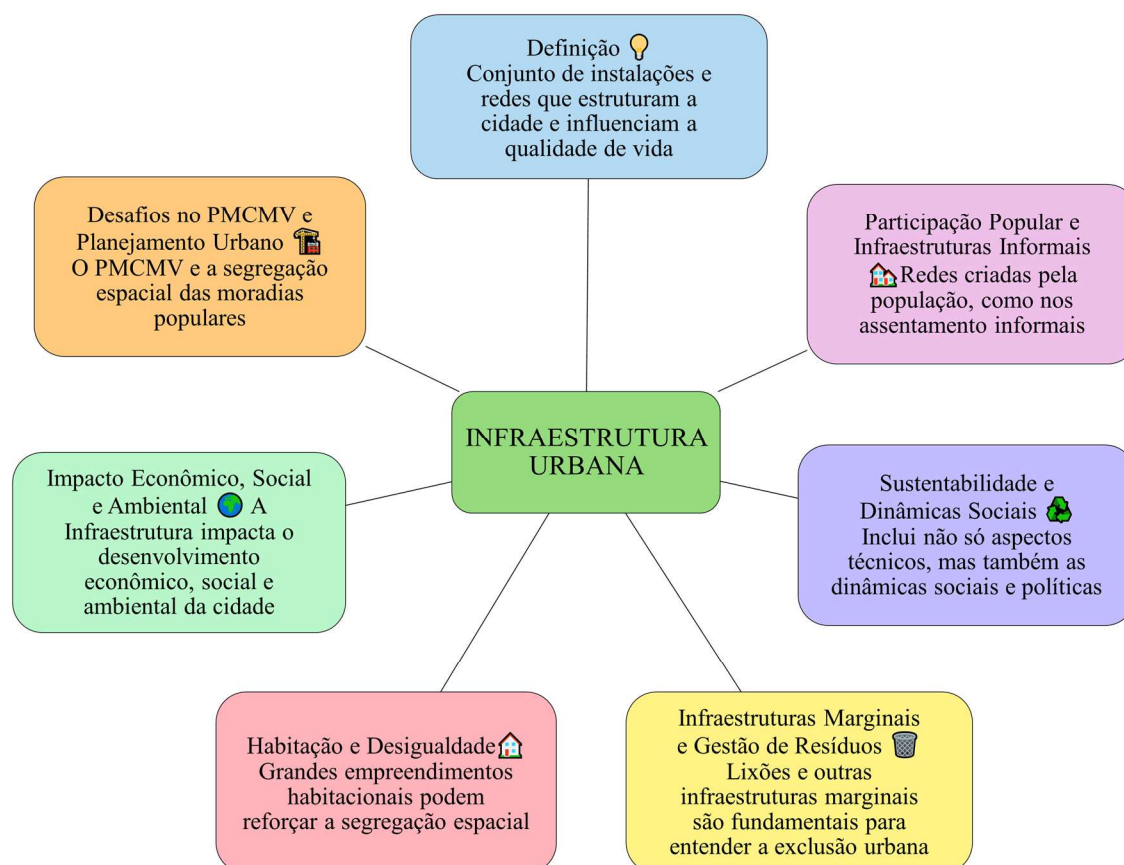 Definição 💡
Conjunto de instalações e
redes que estruturam a
cidade e influenciam a
qualidade de vida
Desafios no PMCMV e
Planejamento Urbano 🏗️
O PMCMV e a segregação
espacial das moradias
populares
Participação Popular e
Infraestruturas Informais
🏘️ Redes criadas pela
população, como nos
assentamento informais
INFRAESTRUTURA
URBANA
Impacto Econômico, Social
e Ambiental 🌍 A
Infraestrutura impacta o
desenvolvimento
econômico, social e
ambiental da cidade
Sustentabilidade e
Dinâmicas Sociais ♻️
Inclui não só aspectos
técnicos, mas também as
dinâmicas sociais e políticas
Habitação e Desigualdade 🏠
Grandes empreendimentos
habitacionais podem
reforçar a segregação espacial
Infraestruturas Marginais
e Gestão de Resíduos 🗑️
Lixões e outras
infraestruturas marginais
são fundamentais para
entender a exclusão urbana